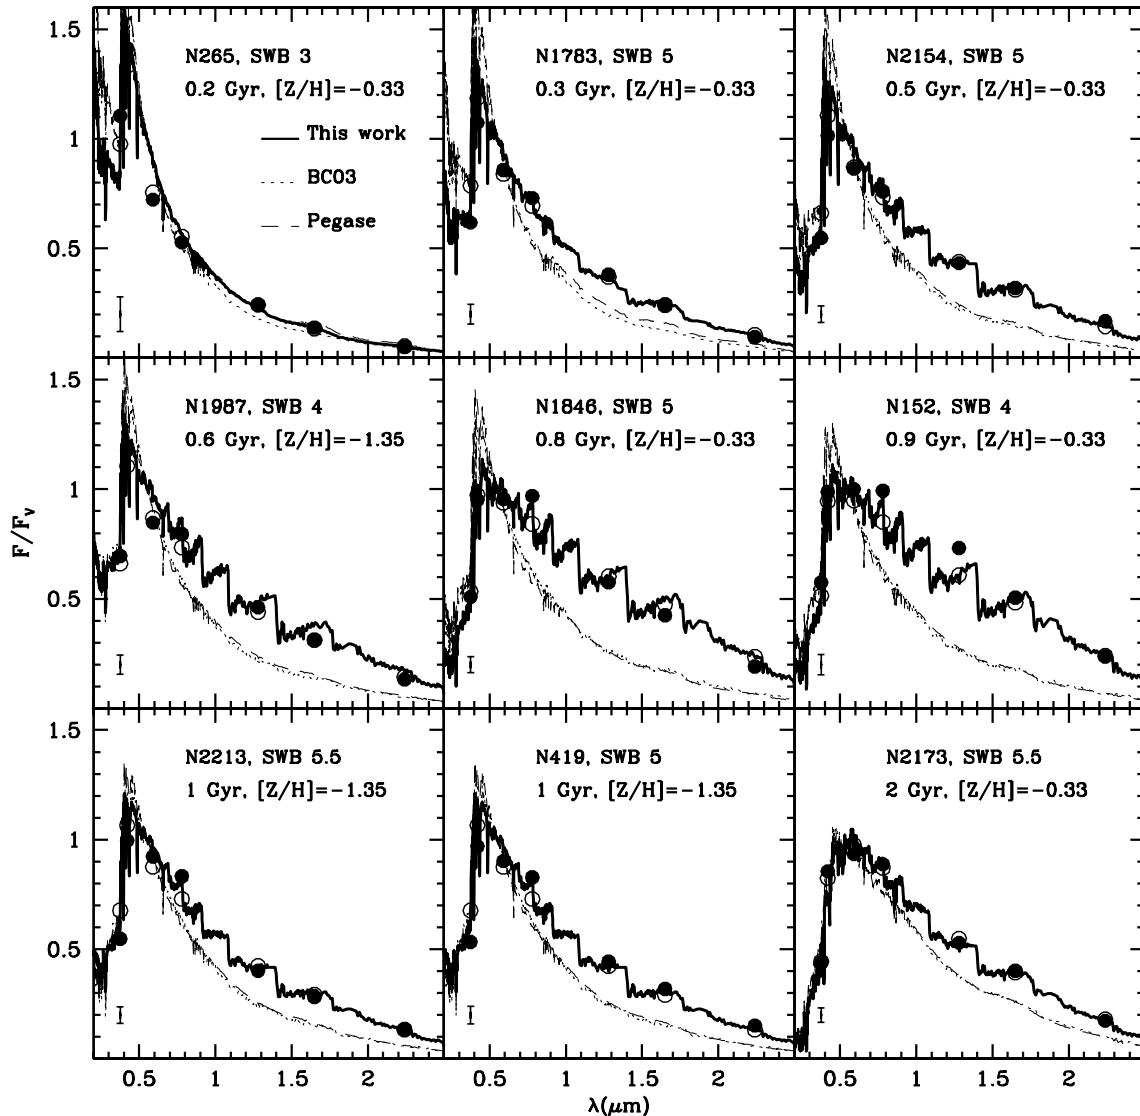 N265, SWB 3
0.2 Gyr, [Z/H]=-0.33
This work
BC03
Pegase
N1783, SWB 5
0.3 Gyr, [Z/H]=-0.33
N2154, SWB 5
0.5 Gyr, [Z/H]=-0.33
1.5
1
0.5
N1987, SWB 4
0.6 Gyr, [Z/H]=-1.35
N1846, SWB 5
0.8 Gyr, [Z/H]=-0.33
N152, SWB 4
0.9 Gyr, [Z/H]=-0.33
1.5
1
0.5
F/Fv
N2213, SWB 5.5
1 Gyr, [Z/H]=-1.35
N419, SWB 5
1 Gyr, [Z/H]=-1.35
N2173, SWB 5.5
2 Gyr, [Z/H]=-0.33
1.5
1
0.5
0.5 1 1.5 2
0.5 1 1.5 2
0.5 1 1.5 2
λ(μm)